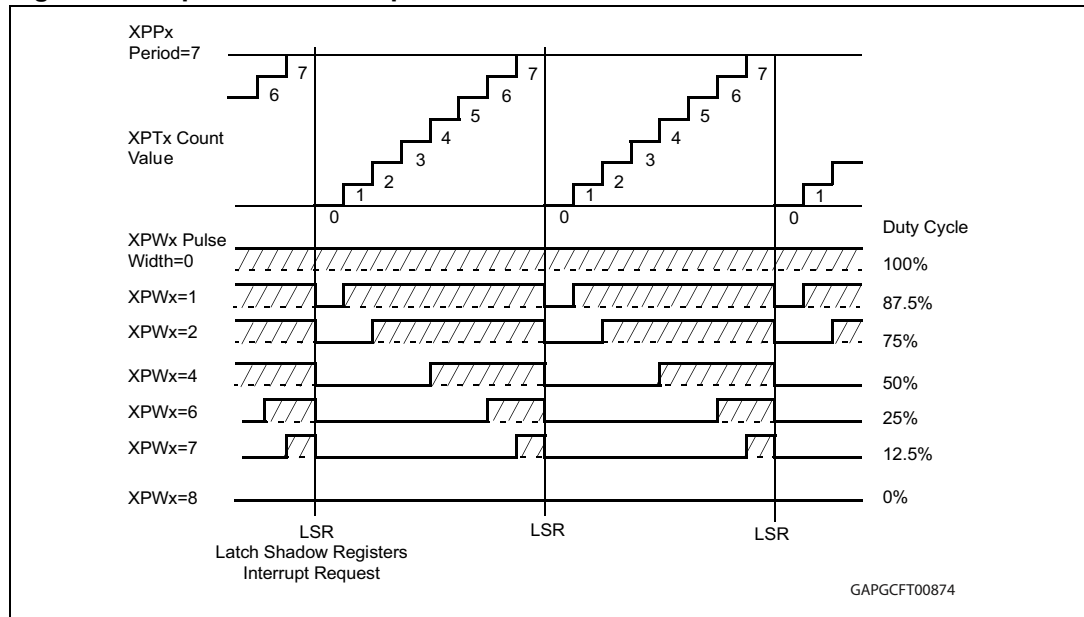 XPPx
Period=7
7
7
7
6
6
6
5
5
XPTx Count
Value
4
4
3
3
2
2
1
1
1
0
0
0
Duty Cycle
XPWx Pulse
Width=0
100%
XPWx=1
87.5%
XPWx=2
75%
XPWx=4
50%
XPWx=6
25%
XPWx=7
12.5%
XPWx=8
0%
LSR
LSR
LSR
Latch Shadow Registers
Interrupt Request
GAPGCFT00874